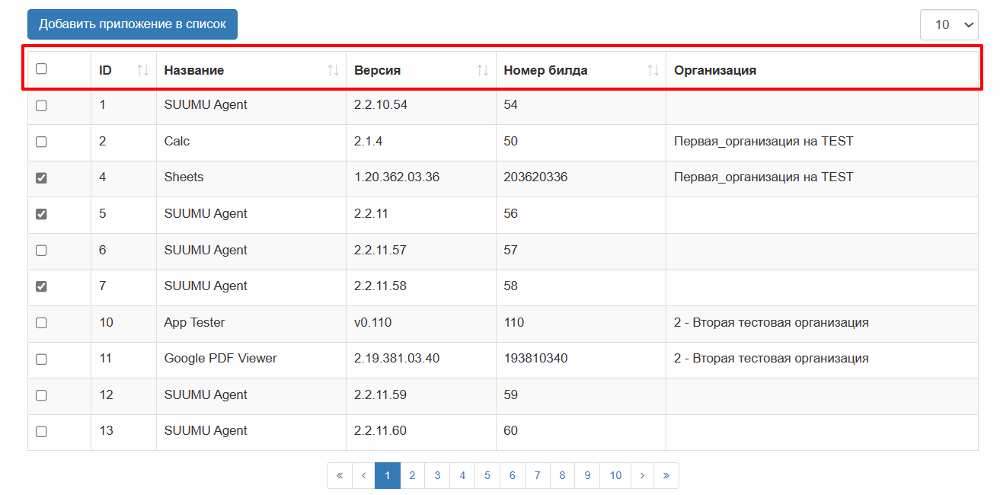 Добавить приложение в список
10
ID Название Версия Номер билда Организация
1 SUUMU Agent 2.2.10.54 54
2 Calc 2.1.4 50 Первая_организация на TEST
4 Sheets 1.20.362.03.36 203620336 Первая_организация на TEST
5 SUUMU Agent 2.2.11 56
6 SUUMU Agent 2.2.11.57 57
7 SUUMU Agent 2.2.11.58 58
10 App Tester v0.110 110 2 - Вторая тестовая организация
11 Google PDF Viewer 2.19.381.03.40 193810340 2 - Вторая тестовая организация
12 SUUMU Agent 2.2.11.59 59
13 SUUMU Agent 2.2.11.60 60
« ‹ 1 2 3 4 5 6 7 8 9 10 › »